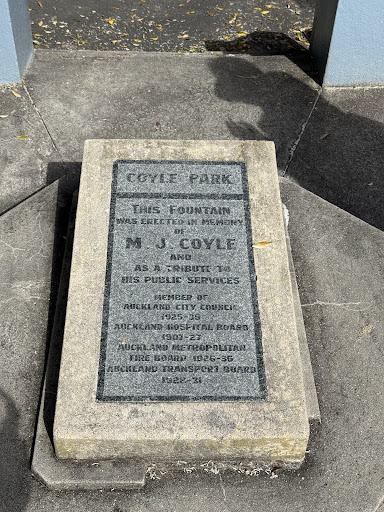 COYLE PARK
THIS FOUNTAIN
WAS ERECTED IN MEMORY
OF
M J. COYLE
AND
AS A TRIBUTE TO
HIS PUBLIC SERVICES
MEMBER OF
AUCKLAND CITY COUNCIL
1925-39
AUCKLAND HOSPITAL BOARD
1907-27
AUCKLAND METROPOLITAN
FIRE BOARD 1926-36
AUCKLAND TRANSPORT BOARD
1928-31